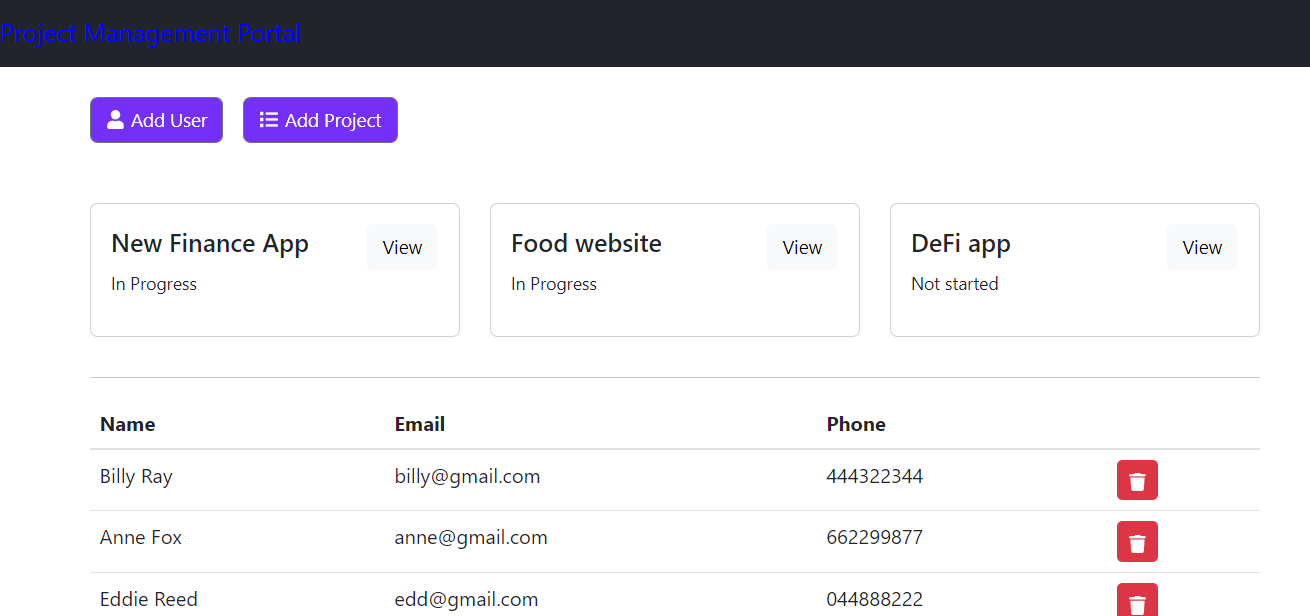 Project Management Portal
Add User Add Project
New Finance App View Food website View DeFi app View
In Progress In Progress Not started
Name Email Phone
Billy Ray billy@gmail.com 444322344
Anne Fox anne@gmail.com 662299877
Eddie Reed edd@gmail.com 044888222